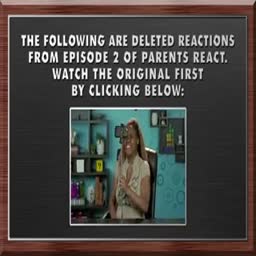 THE FOLLOWING ARE DELETED REACTIONS
FROM EPISODE 2 OF PARENTS REACT.
WATCH THE ORIGINAL FIRST
BY CLICKING BELOW: